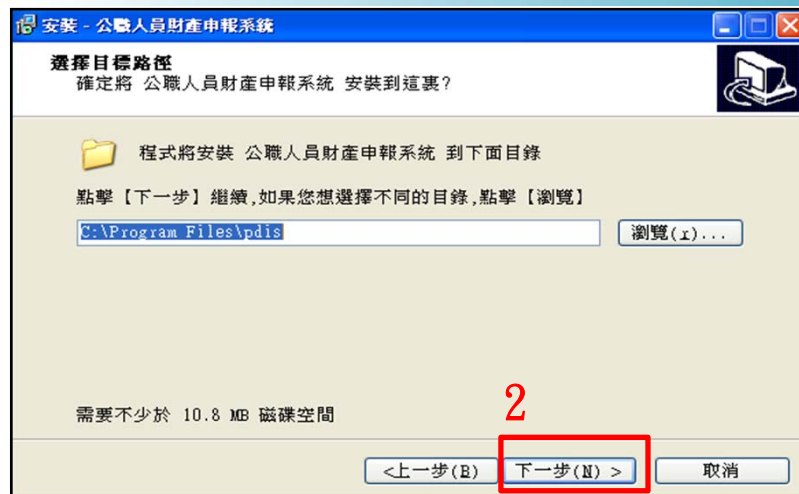 安裝 - 公職人員財產申報系統
選擇目標路徑
確定將 公職人員財產申報系統 安裝到這裏?
程式將安裝 公職人員財產申報系統 到下面目錄
點擊【下一步】繼續,如果您想選擇不同的目錄,點擊【瀏覽】
C:\Program Files\pdis
瀏覽(r)...
需要不少於 10.8 MB 磁碟空間
2
<上一步(B)
下一步(N) >
取消